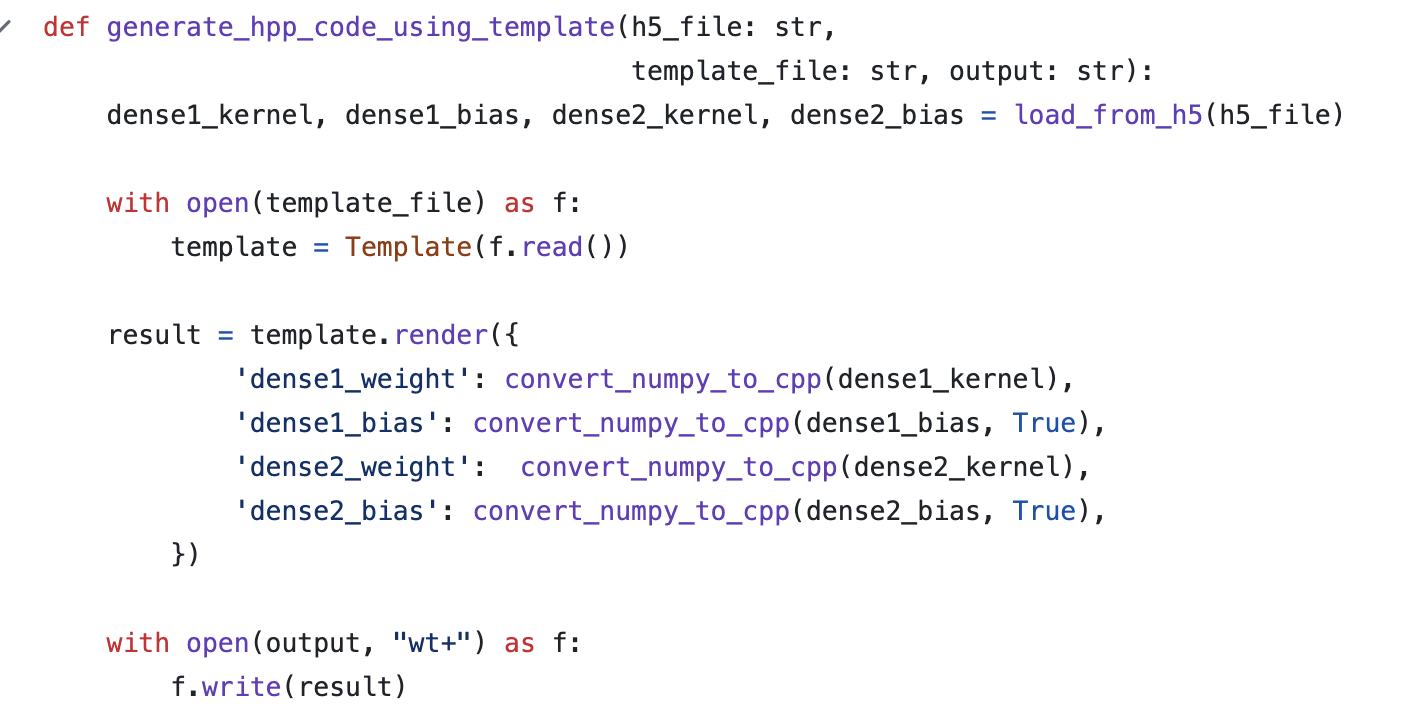 def generate_hpp_code_using_template(h5_file: str,
                                     template_file: str, output: str):
    dense1_kernel, dense1_bias, dense2_kernel, dense2_bias = load_from_h5(h5_file)

    with open(template_file) as f:
        template = Template(f.read())

    result = template.render({
            'dense1_weight': convert_numpy_to_cpp(dense1_kernel),
            'dense1_bias': convert_numpy_to_cpp(dense1_bias, True),
            'dense2_weight':  convert_numpy_to_cpp(dense2_kernel),
            'dense2_bias': convert_numpy_to_cpp(dense2_bias, True),
        })

    with open(output, "wt+") as f:
        f.write(result)